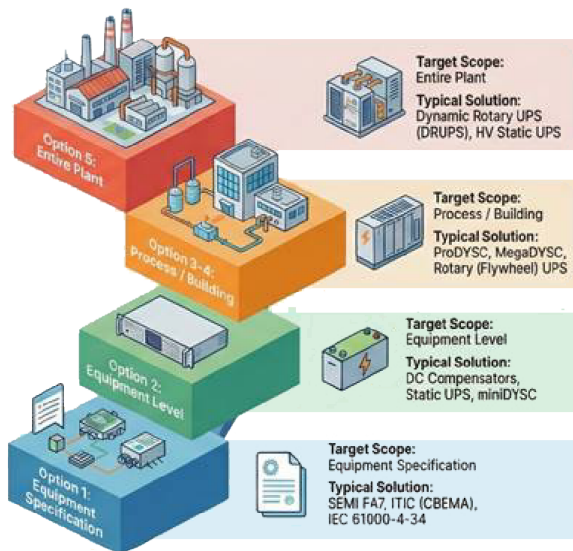 Option 5:
Entire Plant
Target Scope:
Entire Plant
Typical Solution:
Dynamic Rotary UPS
(DRUPS), HV Static UPS
Option 3-4:
Process / Building
Target Scope:
Process / Building
Typical Solution:
ProDYSC, MegaDYSC,
Rotary (Flywheel) UPS
Option 2:
Equipment Level
Target Scope:
Equipment Level
Typical Solution:
DC Compensators,
Static UPS, miniDYSC
Option 1:
Equipment
Specification
Target Scope:
Equipment Specification
Typical Solution:
SEMI FA7, ITIC (CBEMA),
IEC 61000-4-34